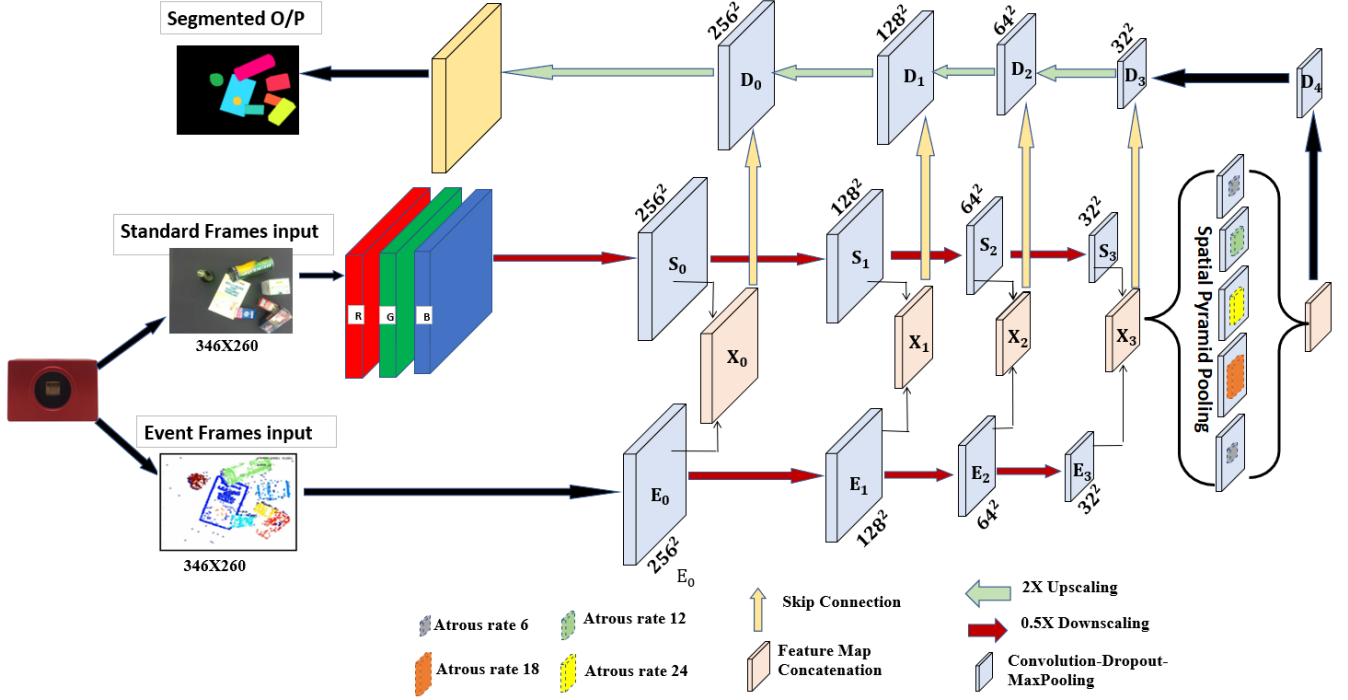 Segmented O/P
256²
128²
64²
32²
D₀
D₁
D₂
D₃
D₄
Standard Frames input
346X260
R
G
B
256²
128²
64²
32²
S₀
S₁
S₂
S₃
X₀
X₁
X₂
X₃
Spatial Pyramid Pooling
Event Frames input
346X260
E₀
E₁
E₂
E₃
256²
128²
64²
32²
E₀
Atrous rate 6
Atrous rate 12
Atrous rate 18
Atrous rate 24
Skip Connection
Feature Map
Concatenation
2X Upscaling
0.5X Downscaling
Convolution-Dropout-
MaxPooling